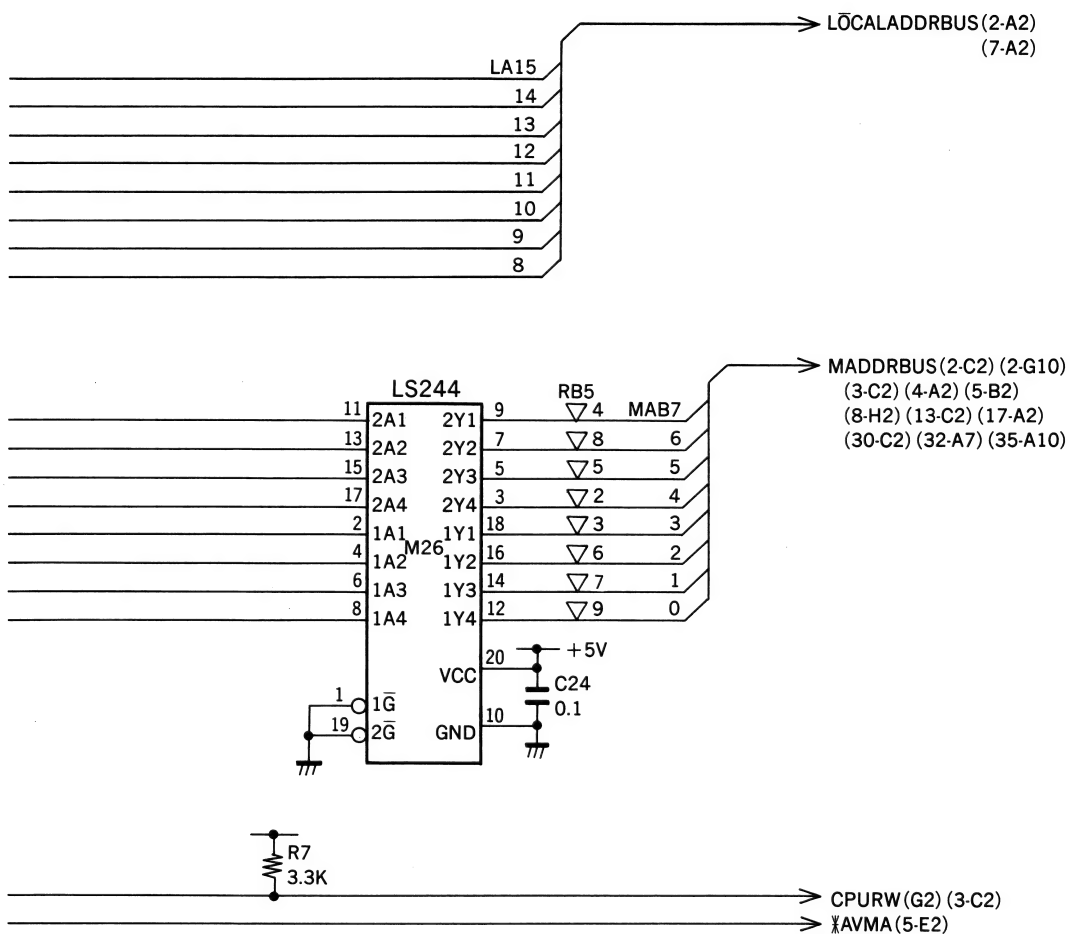 LŌCALADDRBUS (2-A2)
(7-A2)
LA15
14
13
12
11
10
9
8
MADDRBUS (2-C2) (2-G10)
(3-C2) (4-A2) (5-B2)
(8-H2) (13-C2) (17-A2)
(30-C2) (32-A7) (35-A10)
LS244
RB5
11 2A1 2Y1 9 4 MAB7
13 2A2 2Y2 7 8 6
15 2A3 2Y3 5 5 5
17 2A4 2Y4 3 2 4
2 1A1 1Y1 18 3 3
M26
4 1A2 1Y2 16 6 2
6 1A3 1Y3 14 7 1
8 1A4 1Y4 12 9 0
+5V
VCC 20
C24
0.1
1 1G̅
19 2G̅ GND 10
R7
3.3K
CPURW (G2) (3-C2)
ӿAVMA (5-E2)